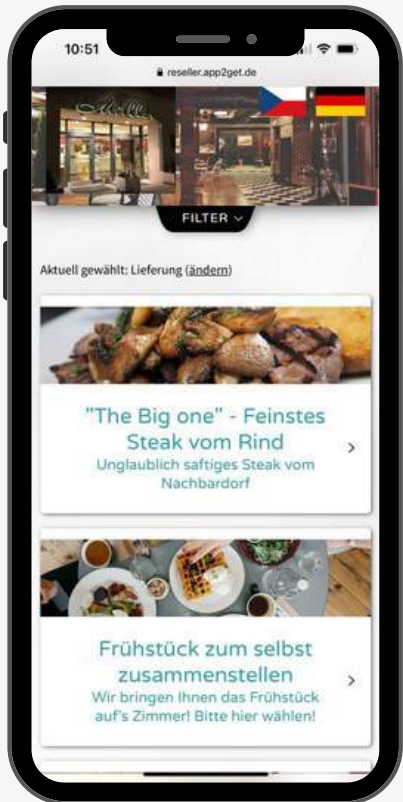 10:51
reseller.app2get.de
FILTER
Aktuell gewählt: Lieferung (ändern)
"The Big one" - Feinstes
Steak vom Rind
Unglaublich saftiges Steak vom
Nachbardorf
Frühstück zum selbst
zusammenstellen
Wir bringen Ihnen das Frühstück
auf's Zimmer! Bitte hier wählen!